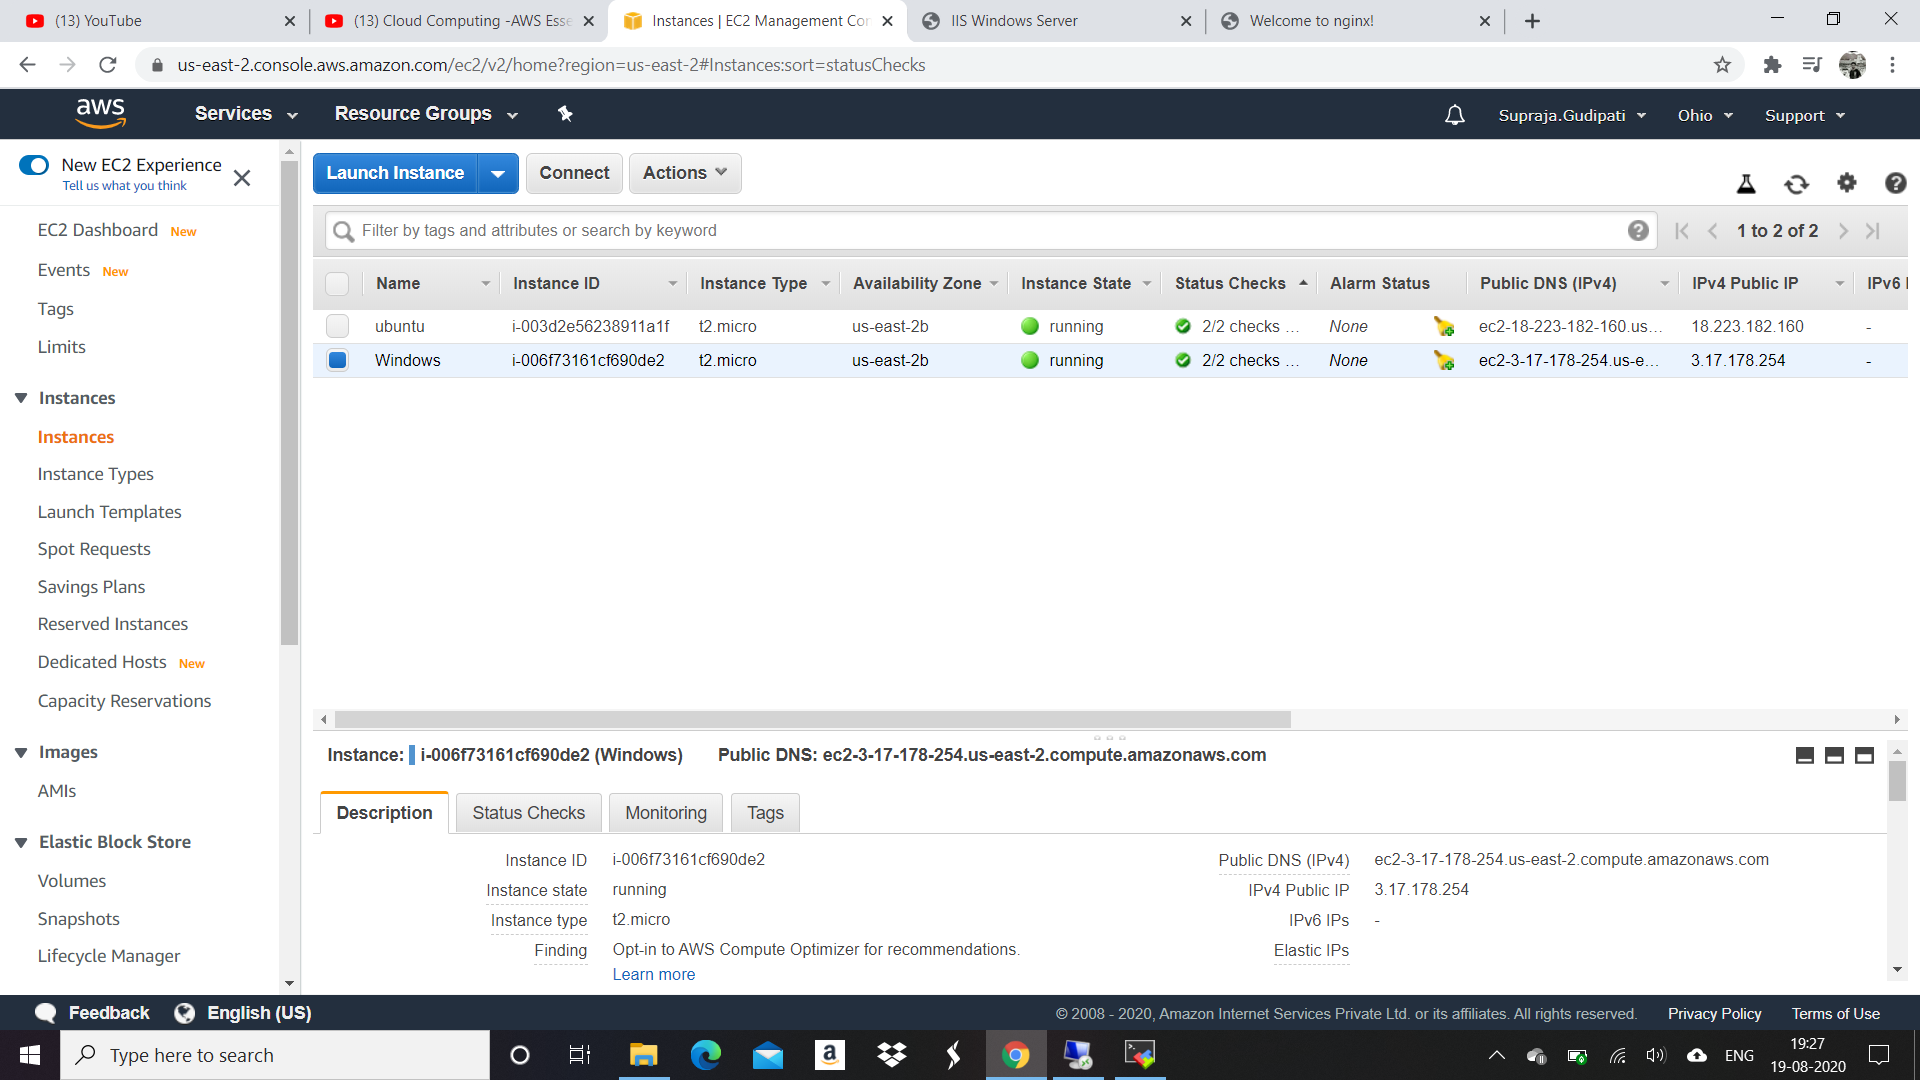 (13) YouTube
(13) Cloud Computing -AWS Esse
Instances | EC2 Management Con
IIS Windows Server
Welcome to nginx!
us-east-2.console.aws.amazon.com/ec2/v2/home?region=us-east-2#Instances:sort=statusChecks
aws
Services
Resource Groups
Supraja.Gudipati
Ohio
Support
New EC2 Experience
Tell us what you think
EC2 Dashboard New
Events New
Tags
Limits
Instances
Instances
Instance Types
Launch Templates
Spot Requests
Savings Plans
Reserved Instances
Dedicated Hosts New
Capacity Reservations
Images
AMIs
Elastic Block Store
Volumes
Snapshots
Lifecycle Manager
Launch Instance
Connect
Actions
Filter by tags and attributes or search by keyword
1 to 2 of 2
Name Instance ID Instance Type Availability Zone Instance State Status Checks Alarm Status Public DNS (IPv4) IPv4 Public IP IPv6 I
ubuntu i-003d2e56238911a1f t2.micro us-east-2b running 2/2 checks ... None ec2-18-223-182-160.us... 18.223.182.160 -
Windows i-006f73161cf690de2 t2.micro us-east-2b running 2/2 checks ... None ec2-3-17-178-254.us-e... 3.17.178.254 -
Instance: i-006f73161cf690de2 (Windows) Public DNS: ec2-3-17-178-254.us-east-2.compute.amazonaws.com
Description
Status Checks
Monitoring
Tags
Instance ID i-006f73161cf690de2
Instance state running
Instance type t2.micro
Finding Opt-in to AWS Compute Optimizer for recommendations.
Learn more
Public DNS (IPv4) ec2-3-17-178-254.us-east-2.compute.amazonaws.com
IPv4 Public IP 3.17.178.254
IPv6 IPs -
Elastic IPs
Feedback
English (US)
© 2008 - 2020, Amazon Internet Services Private Ltd. or its affiliates. All rights reserved.
Privacy Policy
Terms of Use
Type here to search
a
ENG
19:27
19-08-2020